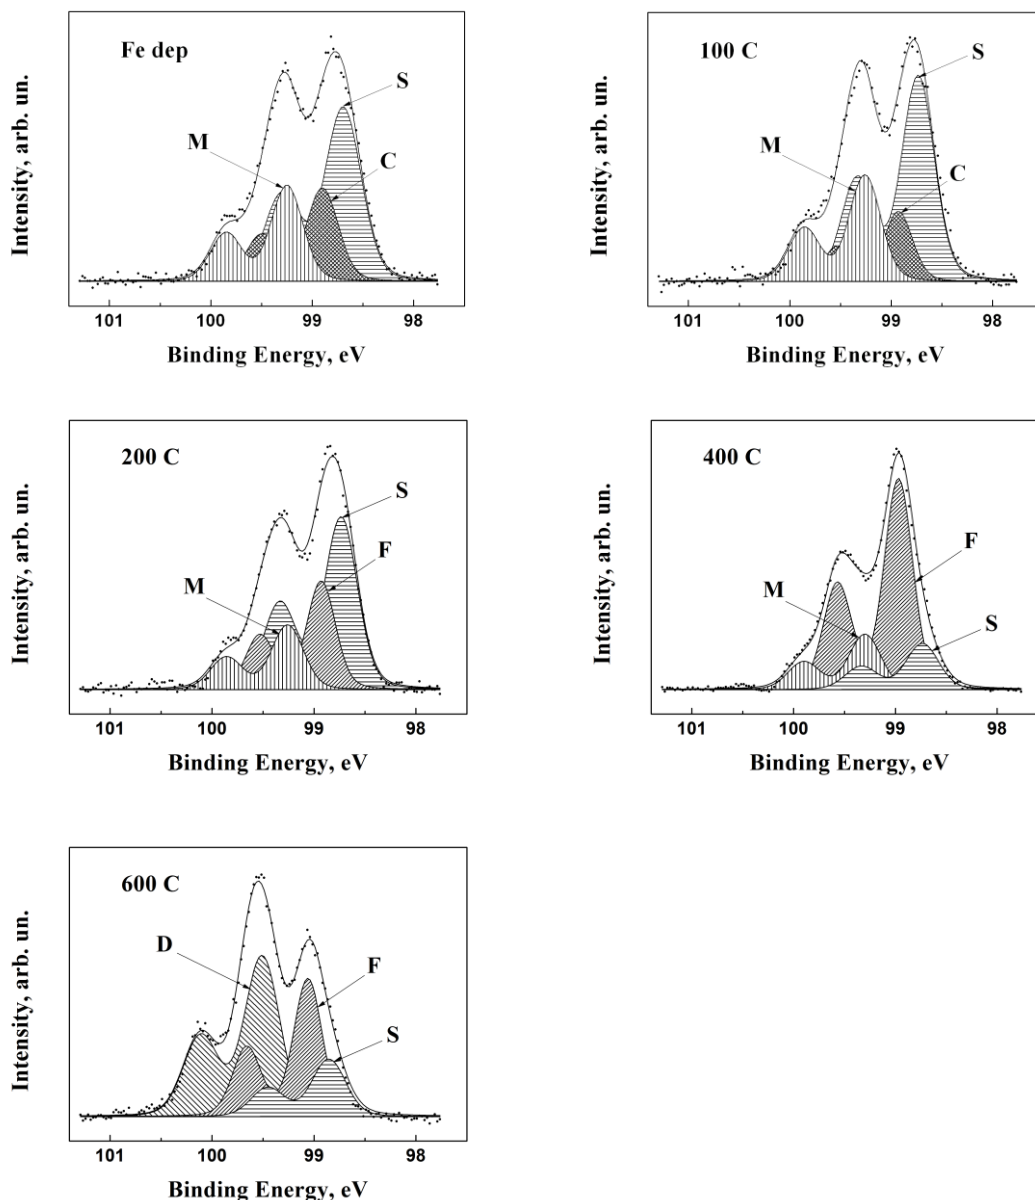 Fe dep
S
M
C
Intensity, arb. un.
101 100 99 98
Binding Energy, eV
100 C
S
M
C
Intensity, arb. un.
101 100 99 98
Binding Energy, eV
200 C
S
F
M
Intensity, arb. un.
101 100 99 98
Binding Energy, eV
400 C
F
M
S
Intensity, arb. un.
101 100 99 98
Binding Energy, eV
600 C
D
F
S
Intensity, arb. un.
101 100 99 98
Binding Energy, eV